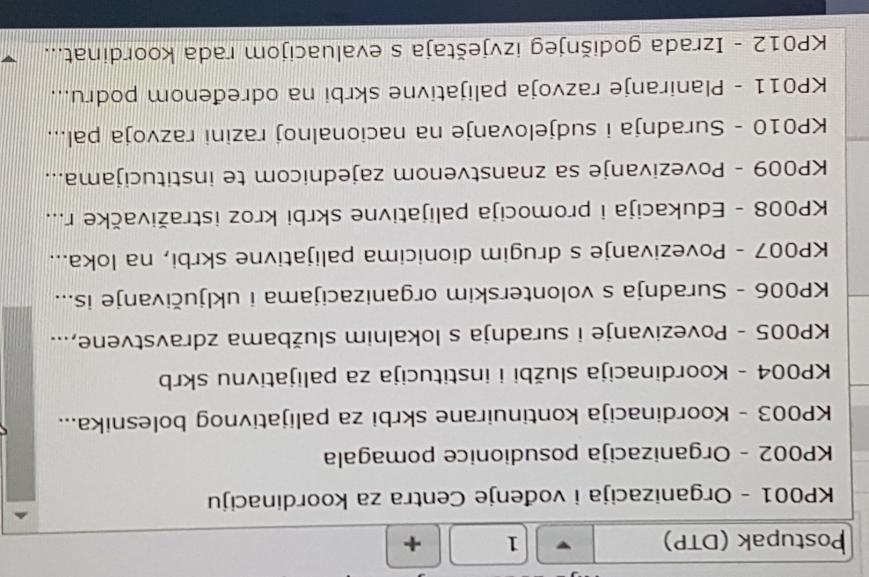 Postupak (DTP) 1 +
KP001 - Organizacija i vođenje Centra za koordinaciju
KP002 - Organizacija posudionice pomagala
KP003 - Koordinacija kontinuirane skrbi za palijativnog bolesnika...
KP004 - Koordinacija službi i institucija za palijativnu skrb
KP005 - Povezivanje i suradnja s lokalnim službama zdravstvene,...
KP006 - Suradnja s volonterskim organizacijama i uključivanje is...
KP007 - Povezivanje s drugim dionicima palijativne skrbi, na loka...
KP008 - Edukacija i promocija palijativne skrbi kroz istraživačke r...
KP009 - Povezivanje sa znanstvenom zajednicom te institucijama...
KP010 - Suradnja i sudjelovanje na nacionalnoj razini razvoja pal...
KP011 - Planiranje razvoja palijativne skrbi na određenom podru...
KP012 - Izrada godišnjeg izvještaja s evaluacijom rada koordinat...